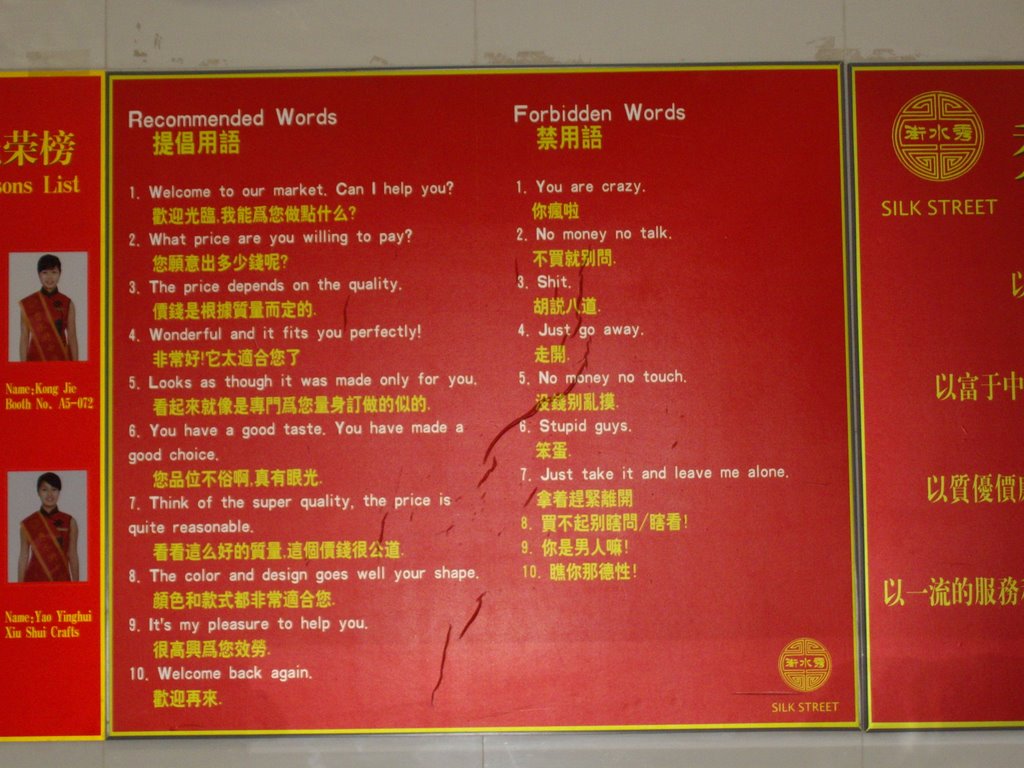 荣榜
ons List
Name:Kong Jie
Booth No、A5-072
Name:Yao Yinghui
Xiu Shui Crafts
Recommended Words
提倡用語
1. Welcome to our market. Can I help you?
歡迎光臨,我能爲您做點什么?
2. What price are you willing to pay?
您願意出多少錢呢?
3. The price depends on the quality.
價錢是根據質量而定的.
4. Wonderful and it fits you perfectly!
非常好!它太適合您了
5. Looks as though it was made only for you.
看起來就像是專門爲您量身訂做的似的.
6. You have a good taste. You have made a
good choice.
您品位不俗啊,真有眼光.
7. Think of the super quality, the price is
quite reasonable.
看看這么好的質量,這個價錢很公道.
8. The color and design goes well your shape.
顔色和款式都非常適合您.
9. It's my pleasure to help you.
很高興爲您效勞.
10. Welcome back again.
歡迎再來.
Forbidden Words
禁用語
1. You are crazy.
你瘋啦
2. No money no talk.
不買就别問.
3. Shit.
胡説八道.
4. Just go away.
走開.
5. No money no touch.
没錢别亂摸.
6. Stupid guys.
笨蛋.
7. Just take it and leave me alone.
拿着趕緊離開
8. 買不起别瞎問/瞎看!
9. 你是男人嘛!
10. 瞧你那德性!
秀水街
SILK STREET
秀水街
SILK STREET
以富于中
以質優價
以一流的服務